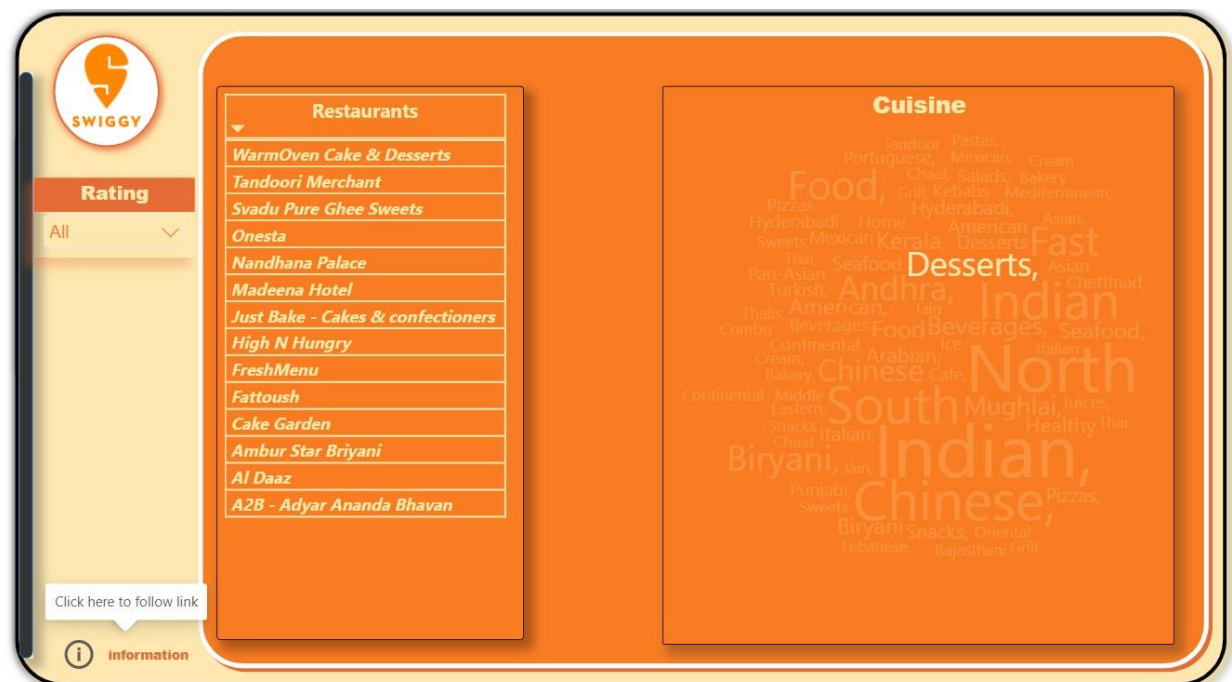 SWIGGY
Rating
All
Click here to follow link
information
Restaurants
WarmOven Cake & Desserts
Tandoori Merchant
Svadu Pure Ghee Sweets
Onesta
Nandhana Palace
Madeena Hotel
Just Bake - Cakes & confectioners
High N Hungry
FreshMenu
Fattoush
Cake Garden
Ambur Star Briyani
Al Daaz
A2B - Adyar Ananda Bhavan
Cuisine
Tandoor Pastas,
Portuguese, Mexican, Cream
Chaat, Salads, Bakery
Food, Grill, Kebabs Mediterranean,
Pizzas Hyderabadi,
Hyderabadi Home American Asian,
Sweets, Mexican Kerala, Desserts Fast
Thai, Seafood Desserts, Asian
Pan-Asian, Chettinad,
Turkish, Andhra, Indian
Thalis, American, Jain
Combo Beverages Food Beverages, Seafood,
Continental, Ice Italian
Cream, Arabian,
Bakery, Chinese Cafe, North
Continental Middle
Eastern, South Mughlai, Juices,
Snacks Italian, Healthy Thai
Chaat
Biryani, Jain, Indian,
Punjabi, Pizzas,
Sweets Chinese,
Biryani Snacks, Oriental
Lebanese, Rajasthani Grill